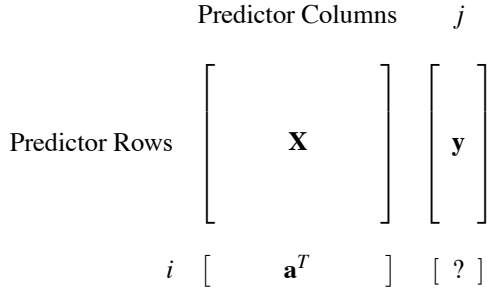 Predictor Columns j
Predictor Rows [ X ] [ y ]
i [ a^T ] [ ? ]